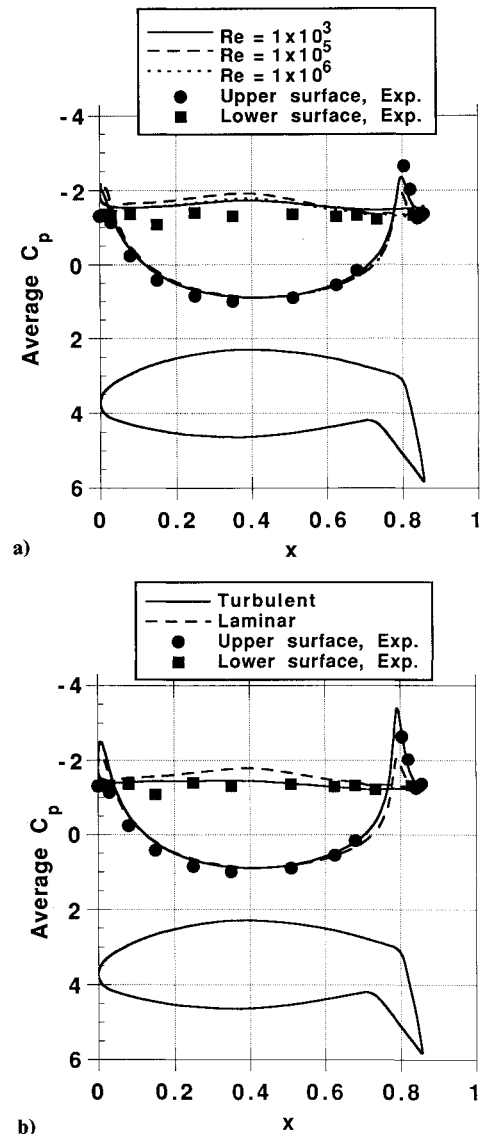 Re = 1x10³
Re = 1x10⁵
Re = 1x10⁶
Upper surface, Exp.
Lower surface, Exp.
-4
-2
0
2
4
6
Average Cₚ
0
0.2
0.4
0.6
0.8
1
x
a)
Turbulent
Laminar
Upper surface, Exp.
Lower surface, Exp.
-4
-2
0
2
4
6
Average Cₚ
0
0.2
0.4
0.6
0.8
1
x
b)